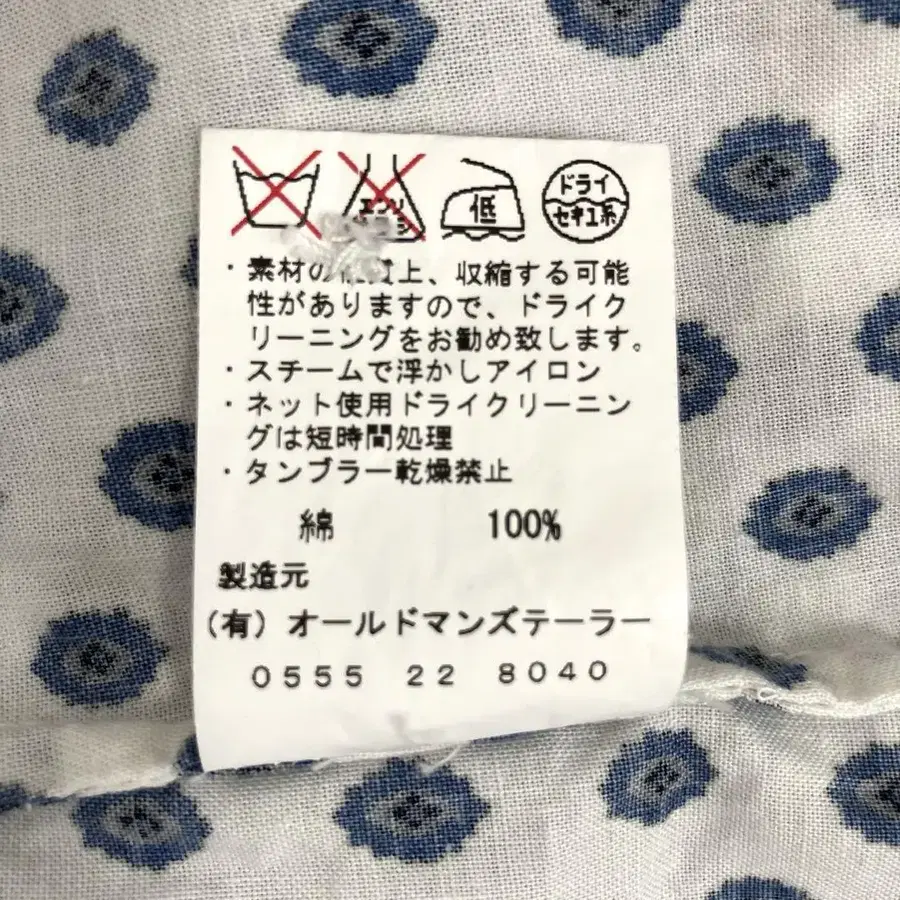 低
ドライ
セキユ系
・素材の 質上、収縮する可能
性がありますので、ドライク
リーニングをお勧め致します。
・スチームで浮かしアイロン
・ネット使用ドライクリーニン
グは短時間処理
・タンブラー乾燥禁止
綿 100%
製造元
(有) オールドマンズテーラー
0555 22 8040